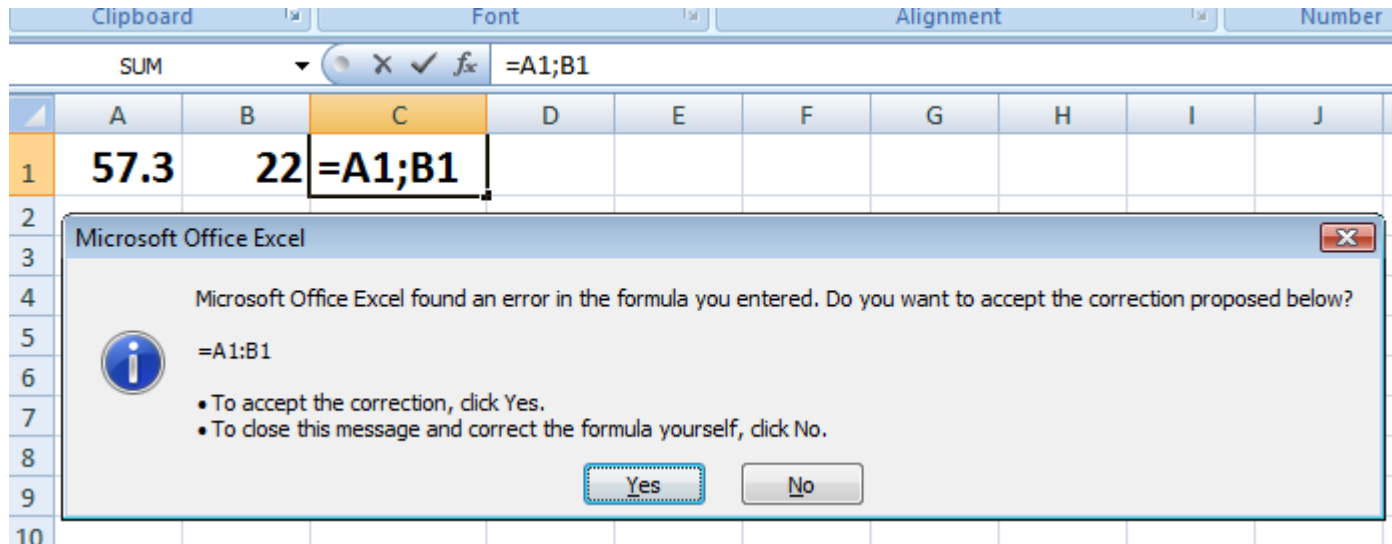 Clipboard Font Alignment Number
SUM fx =A1;B1
A B C D E F G H I J
1 57.3 22 =A1;B1
2
Microsoft Office Excel
3
4 Microsoft Office Excel found an error in the formula you entered. Do you want to accept the correction proposed below?
5 =A1:B1
6
• To accept the correction, click Yes.
7 • To close this message and correct the formula yourself, click No.
8
9 Yes No
10